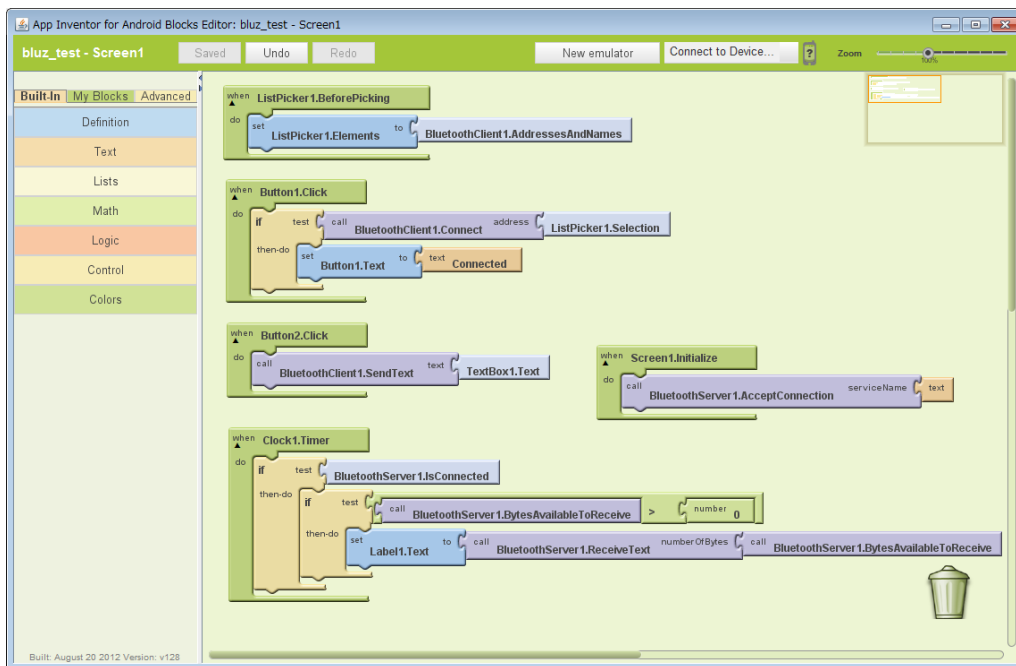 App Inventor for Android Blocks Editor: bluz_test - Screen1
bluz_test - Screen1 Saved Undo Redo New emulator Connect to Device... ? Zoom 100%
Built-In My Blocks Advanced
Definition
Text
Lists
Math
Logic
Control
Colors
when ListPicker1.BeforePicking
do set ListPicker1.Elements to BluetoothClient1.AddressesAndNames
when Button1.Click
do if test call BluetoothClient1.Connect address ListPicker1.Selection
then-do set Button1.Text to text Connected
when Button2.Click
do call BluetoothClient1.SendText text TextBox1.Text
when Screen1.Initialize
do call BluetoothServer1.AcceptConnection serviceName text
when Clock1.Timer
do if test BluetoothServer1.IsConnected
then-do if test call BluetoothServer1.BytesAvailableToReceive > number 0
then-do set Label1.Text to call BluetoothServer1.ReceiveText numberOfBytes call BluetoothServer1.BytesAvailableToReceive
Built: August 20 2012 Version: v128